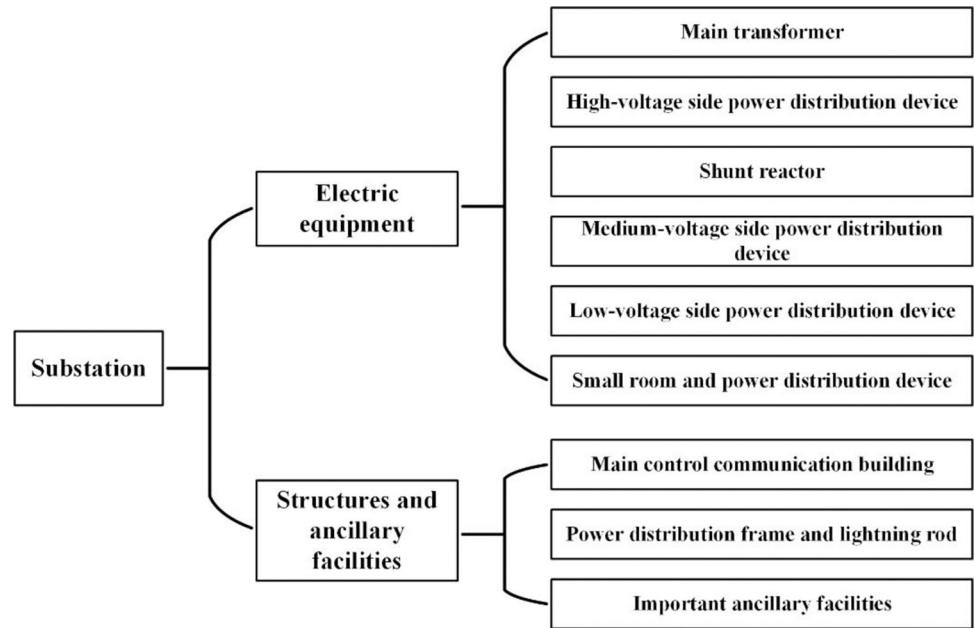 Main transformer
High-voltage side power distribution device
Shunt reactor
Electric
equipment
Medium-voltage side power distribution
device
Low-voltage side power distribution device
Substation
Small room and power distribution device
Main control communication building
Structures and
ancillary
facilities
Power distribution frame and lightning rod
Important ancillary facilities